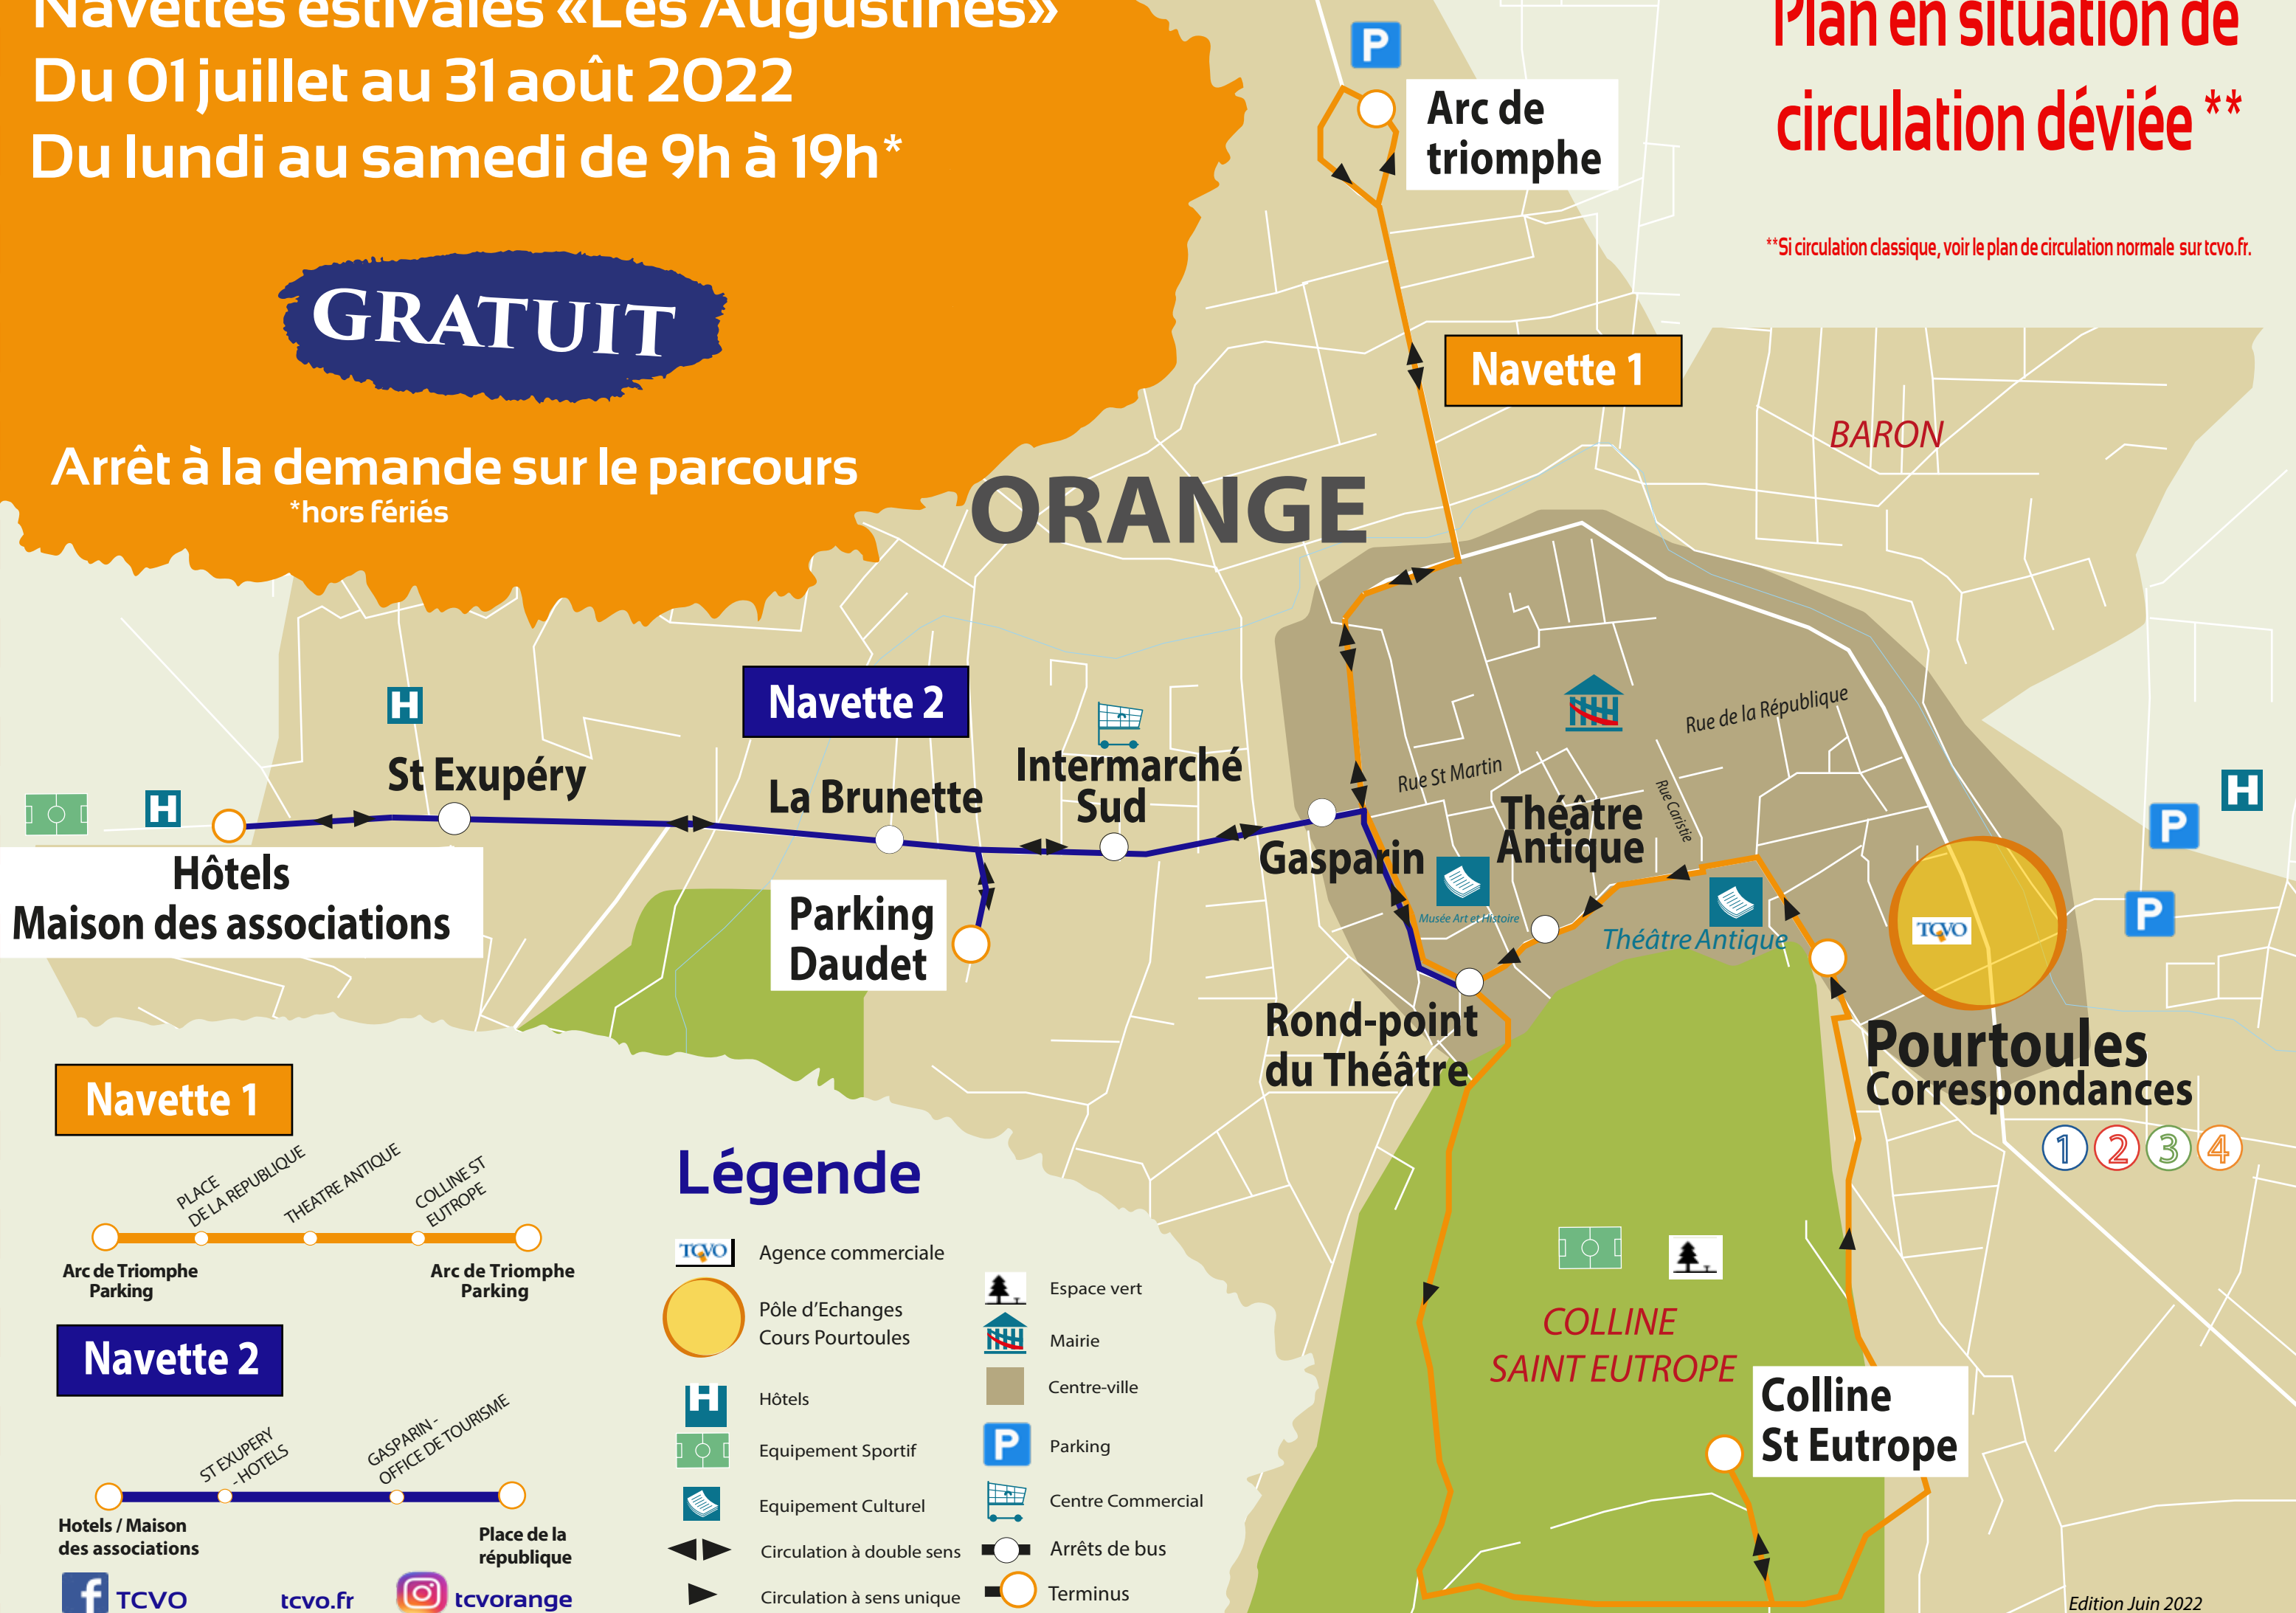 Navettes estivales «Les Augustines»
Du 01 juillet au 31 août 2022
Du lundi au samedi de 9h à 19h*
GRATUIT
Arrêt à la demande sur le parcours
*hors fériés
Plan en situation de
circulation déviée **
**Si circulation classique, voir le plan de circulation normale sur tcvo.fr.
P
Arc de
triomphe
Navette 1
BARON
ORANGE
H
Navette 2
St Exupéry
La Brunette
Intermarché
Sud
H
Hôtels
Maison des associations
Parking
Daudet
Gasparin
Rue St Martin
Rue de la République
Rue Caristie
Théâtre
Antique
Musée Art et Histoire
Théâtre Antique
TCVO
H
P
P
Rond-point
du Théâtre
Pourtoules
Correspondances
1 2 3 4
COLLINE
SAINT EUTROPE
Colline
St Eutrope
Navette 1
PLACE
DE LA REPUBLIQUE
THEATRE ANTIQUE
COLLINE ST
EUTROPE
Arc de Triomphe
Parking
Arc de Triomphe
Parking
Navette 2
ST EXUPERY
- HOTELS
GASPARIN -
OFFICE DE TOURISME
Hotels / Maison
des associations
Place de la
république
TCVO
tcvo.fr
tcvorange
Légende
TCVO
Agence commerciale
Pôle d'Echanges
Cours Pourtoules
H
Hôtels
Equipement Sportif
Equipement Culturel
Circulation à double sens
Circulation à sens unique
Espace vert
Mairie
Centre-ville
P
Parking
Centre Commercial
Arrêts de bus
Terminus
Edition Juin 2022